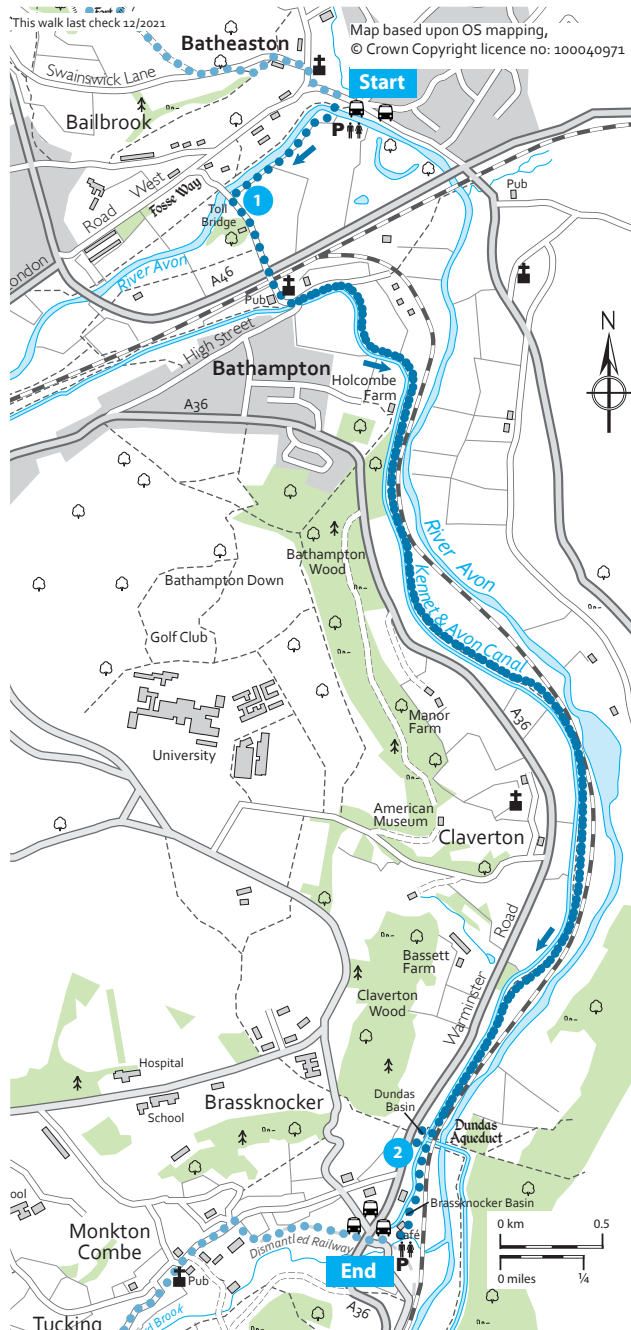 This walk last check 12/2021
Map based upon OS mapping,
© Crown Copyright licence no: 100040971
Batheaston
Swainswick Lane
Start
Bailbrook
P
Pub
London
Road West
Fosse Way
1
Toll
Bridge
River Avon
A46
Pub
High Street
Bathampton
N
Holcombe
Farm
A36
River Avon
Bathampton
Wood
Kennet & Avon Canal
Bathampton Down
Golf Club
A36
Manor
Farm
University
American
Museum
Claverton
Warminster Road
Bassett
Farm
Claverton
Wood
Hospital
School
Brassknocker
Dundas
Basin
Dundas
Aqueduct
2
Brassknocker Basin
ool
Monkton
Combe
Pub
Dismantled Railway
Café
P
End
0 km 0.5
0 miles ¼
A36
Tucking
d Brook